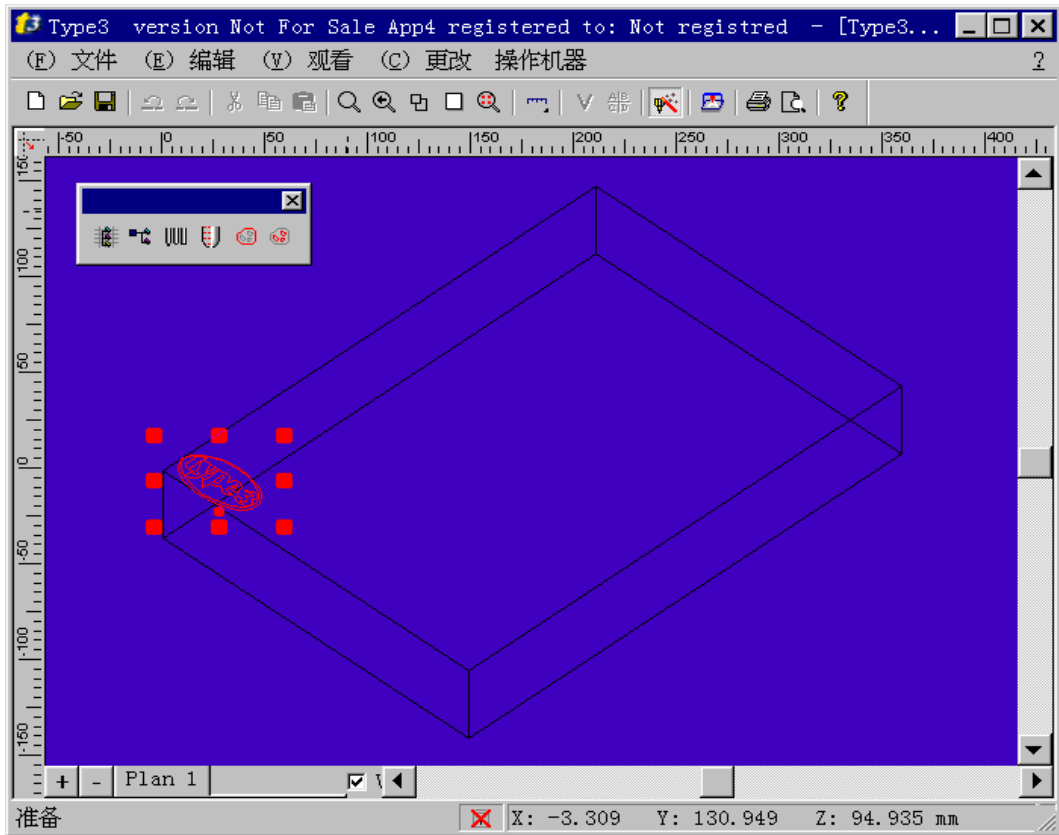 Type3 version Not For Sale App4 registered to: Not registred - [Type3...
(F) 文件 (E) 编辑 (V) 观看 (C) 更改 操作机器 ?
-50 0 50 100 150 200 250 300 350 400
150
100
50
0
-50
-100
-150
Type3
+ - Plan 1
准备 X: -3.309 Y: 130.949 Z: 94.935 mm